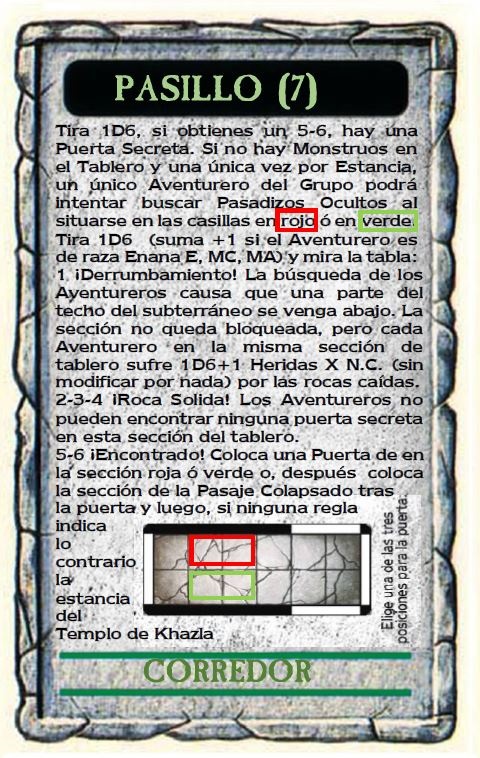 PASILLO (7)
Tira 1D6, si obtienes un 5-6, hay una
Puerta Secreta. Si no hay Monstruos en
el Tablero y una única vez por Estancia,
un único Aventurero del Grupo podrá
intentar buscar Pasadizos Ocultos al
situarse en las casillas en rojo ó en verde.
Tira 1D6 (suma +1 si el Aventurero es
de raza Enana E, MC, MA) y mira la tabla:
1 ¡Derrumbamiento! La búsqueda de los
Aventureros causa que una parte del
techo del subterráneo se venga abajo. La
sección no queda bloqueada, pero cada
Aventurero en la misma sección de
tablero sufre 1D6+1 Heridas X N.C. (sin
modificar por nada) por las rocas caídas.
2-3-4 ¡Roca Solida! Los Aventureros no
pueden encontrar ninguna puerta secreta
en esta sección del tablero.
5-6 ¡Encontrado! Coloca una Puerta de en
la sección roja ó verde o, después coloca
la sección de la Pasaje Colapsado tras
la puerta y luego, si ninguna regla
indica
lo
contrario
la
estancia
del
Templo de Khazla
Elige una de las tres
posiciones para la puerta.
CORREDOR